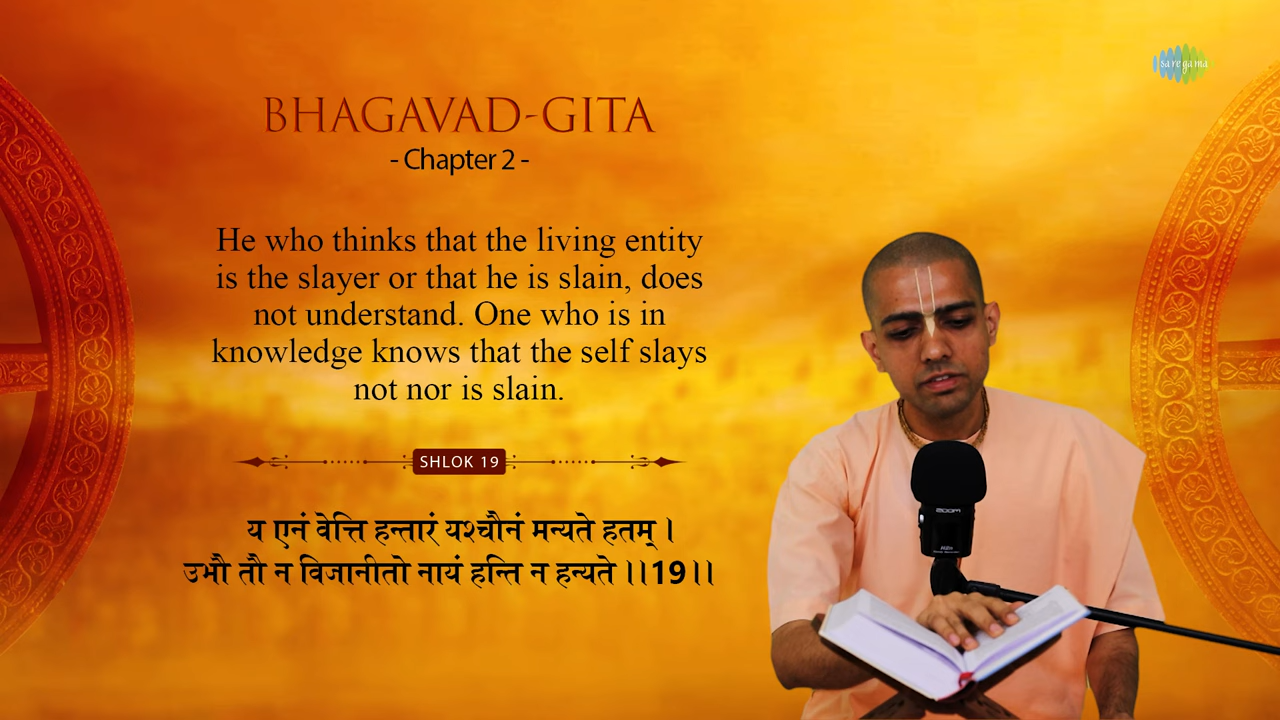 saregama
BHAGAVAD-GITA
- Chapter 2 -
He who thinks that the living entity
is the slayer or that he is slain, does
not understand. One who is in
knowledge knows that the self slays
not nor is slain.
SHLOK 19
य एनं वेत्ति हन्तारं यश्चौनं मन्यते हतम् ।
उभौ तौ न विजानीतो नायं हन्ति न हन्यते ।।19।।
ZOOM